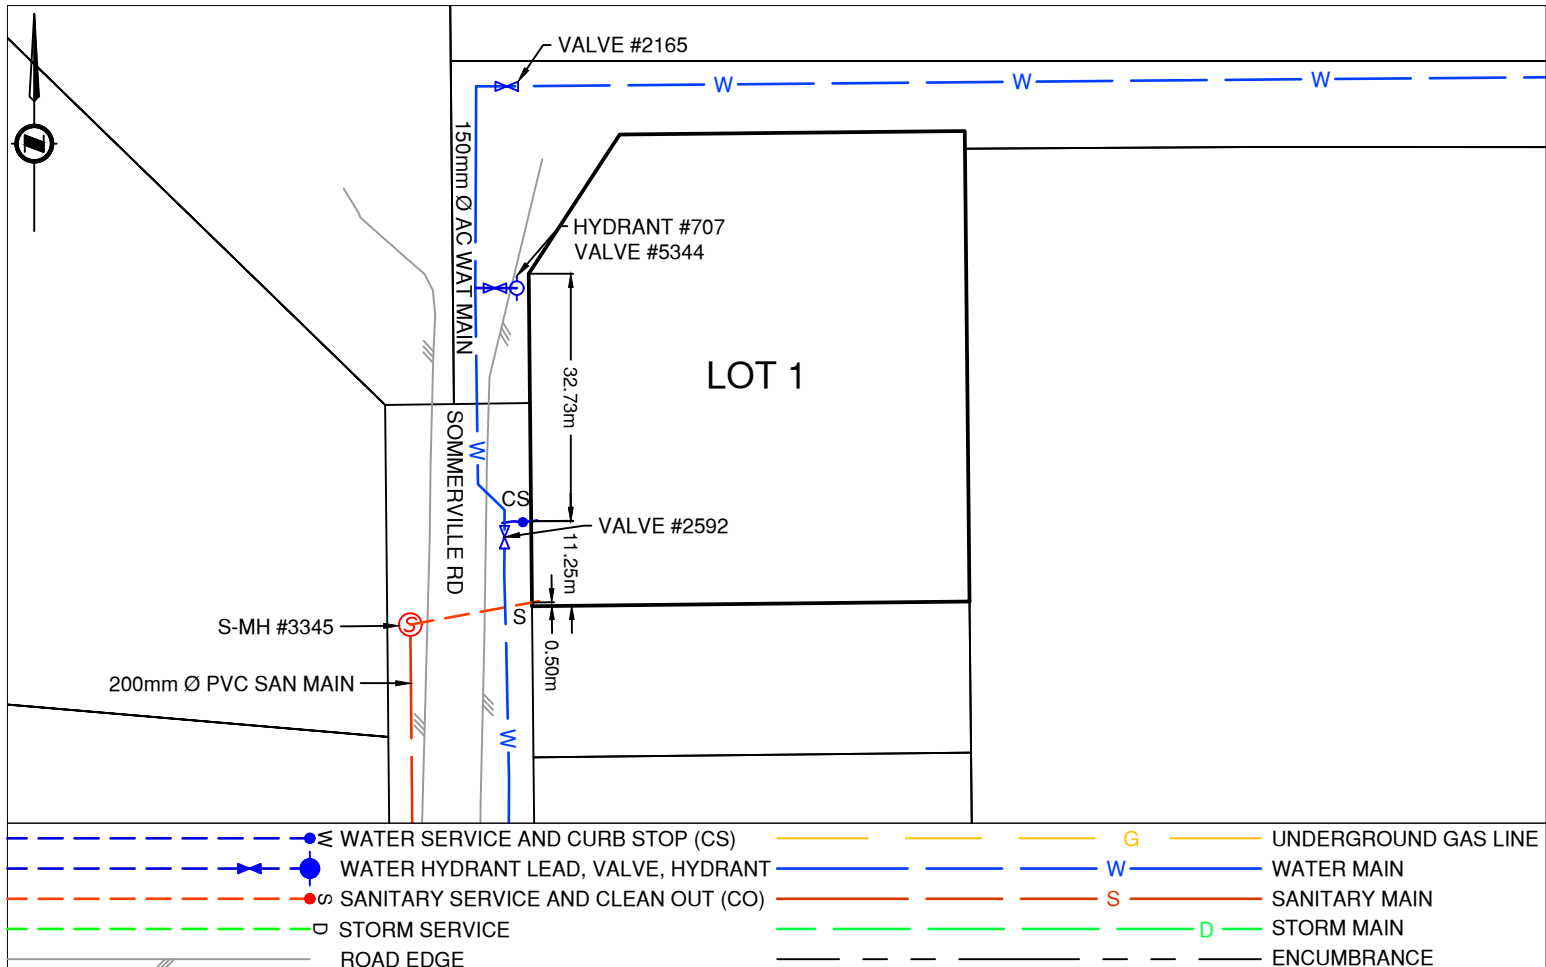 VALVE #2165
W W W
150mm Ø AC WAT MAIN
HYDRANT #707
VALVE #5344
32.73m
LOT 1
SOMMERVILLE RD
W
CS
VALVE #2592
11.25m
S
S-MH #3345
S
0.50m
200mm Ø PVC SAN MAIN
W
W WATER SERVICE AND CURB STOP (CS)
WATER HYDRANT LEAD, VALVE, HYDRANT
S SANITARY SERVICE AND CLEAN OUT (CO)
D STORM SERVICE
ROAD EDGE
G UNDERGROUND GAS LINE
W WATER MAIN
S SANITARY MAIN
D STORM MAIN
ENCUMBRANCE